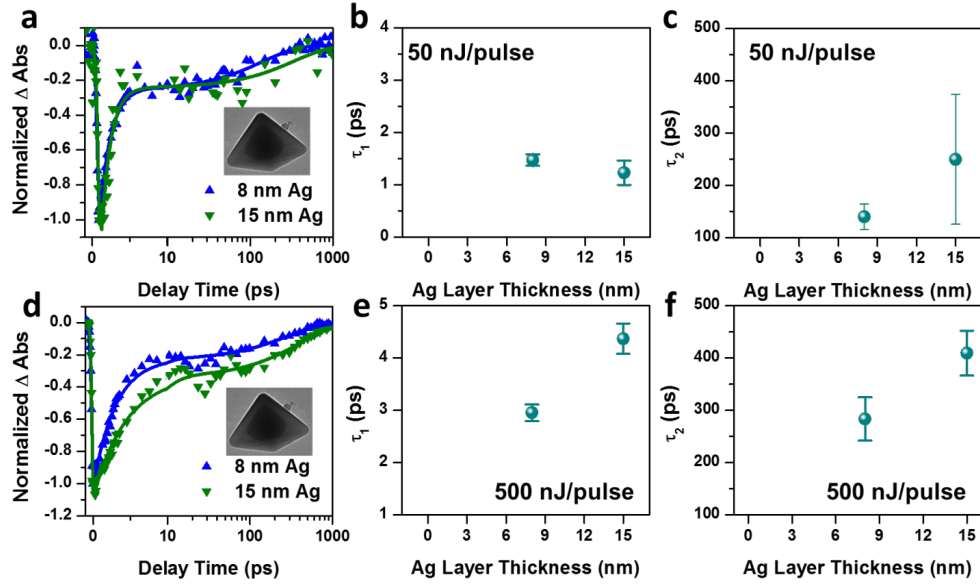 a
0.0
-0.2
-0.4
-0.6
-0.8
-1.0
Normalized Δ Abs
8 nm Ag
15 nm Ag
0
10
100
1000
Delay Time (ps)
b
4
3
2
1
0
τ1 (ps)
50 nJ/pulse
0 3 6 9 12 15
Ag Layer Thickness (nm)
c
500
400
300
200
100
τ2 (ps)
50 nJ/pulse
0 3 6 9 12 15
Ag Layer Thickness (nm)
d
0.0
-0.2
-0.4
-0.6
-0.8
-1.0
-1.2
Normalized Δ Abs
8 nm Ag
15 nm Ag
0
10
100
1000
Delay Time (ps)
e
5
4
3
2
1
τ1 (ps)
500 nJ/pulse
0 3 6 9 12 15
Ag Layer Thickness (nm)
f
500
400
300
200
100
τ2 (ps)
500 nJ/pulse
0 3 6 9 12 15
Ag Layer Thickness (nm)